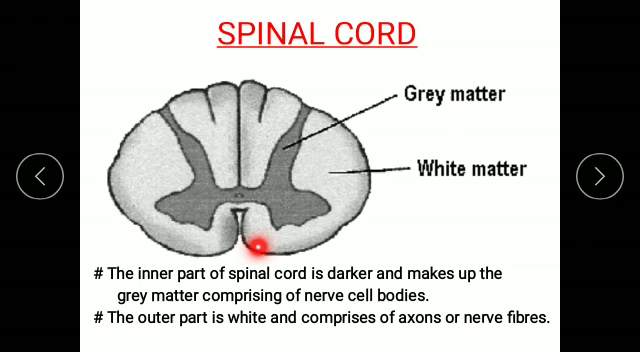 SPINAL CORD
Grey matter
White matter
# The inner part of spinal cord is darker and makes up the
grey matter comprising of nerve cell bodies.
# The outer part is white and comprises of axons or nerve fibres.